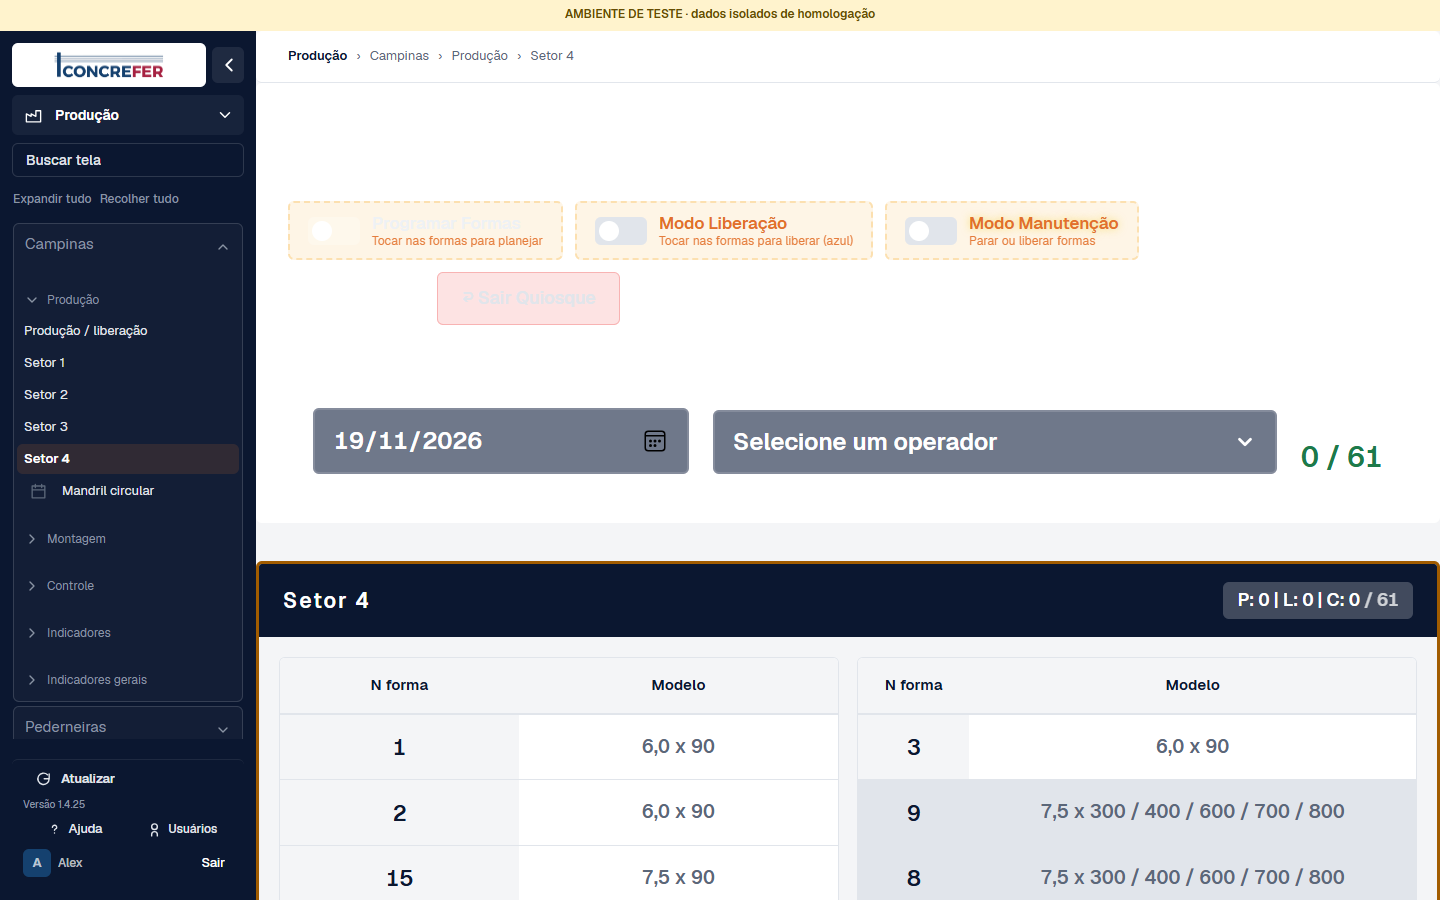 AMBIENTE DE TESTE · dados isolados de homologação
CONCREFER
Produção
Buscar tela
Expandir tudo Recolher tudo
Campinas
Produção
Produção / liberação
Setor 1
Setor 2
Setor 3
Setor 4
Mandril circular
Montagem
Controle
Indicadores
Indicadores gerais
Pederneiras
Atualizar
Versão 1.4.25
? Ajuda Usuários
A Alex Sair
Produção › Campinas › Produção › Setor 4
Programar Formas
Tocar nas formas para planejar
Modo Liberação
Tocar nas formas para liberar (azul)
Modo Manutenção
Parar ou liberar formas
Sair Quiosque
19/11/2026
Selecione um operador
0 / 61
Setor 4
P: 0 | L: 0 | C: 0 / 61
N forma Modelo N forma Modelo
1 6,0 x 90 3 6,0 x 90
2 6,0 x 90 9 7,5 x 300 / 400 / 600 / 700 / 800
15 7,5 x 90 8 7,5 x 300 / 400 / 600 / 700 / 800